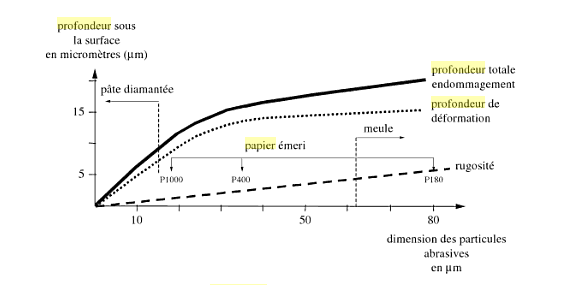 profondeur sous
la surface
en micromètres (µm)
pâte diamantée
profondeur totale
endommagement
profondeur de
déformation
15
meule
papier émeri
rugosité
5
P1000
P400
P180
10
50
80
dimension des particules
abrasives
en µm